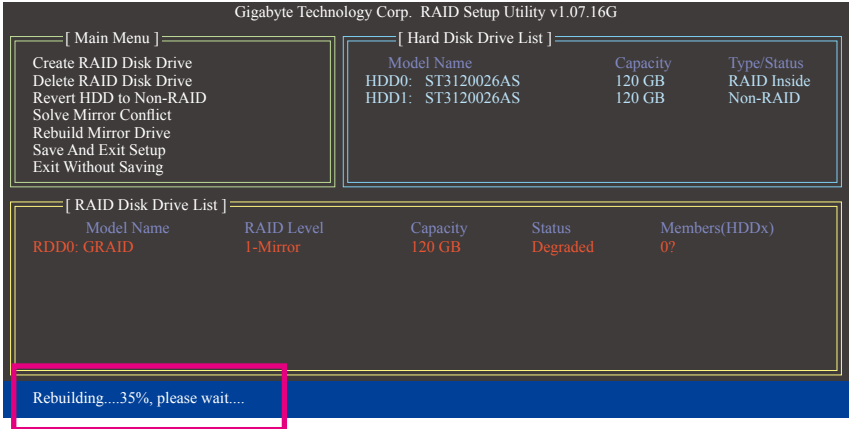 Gigabyte Technology Corp. RAID Setup Utility v1.07.16G
[ Main Menu ]
Create RAID Disk Drive
Delete RAID Disk Drive
Revert HDD to Non-RAID
Solve Mirror Conflict
Rebuild Mirror Drive
Save And Exit Setup
Exit Without Saving
[ Hard Disk Drive List ]
Model Name Capacity Type/Status
HDD0: ST3120026AS 120 GB RAID Inside
HDD1: ST3120026AS 120 GB Non-RAID
[ RAID Disk Drive List ]
Model Name RAID Level Capacity Status Members(HDDx)
RDD0: GRAID 1-Mirror 120 GB Degraded 0?
Rebuilding....35%, please wait....